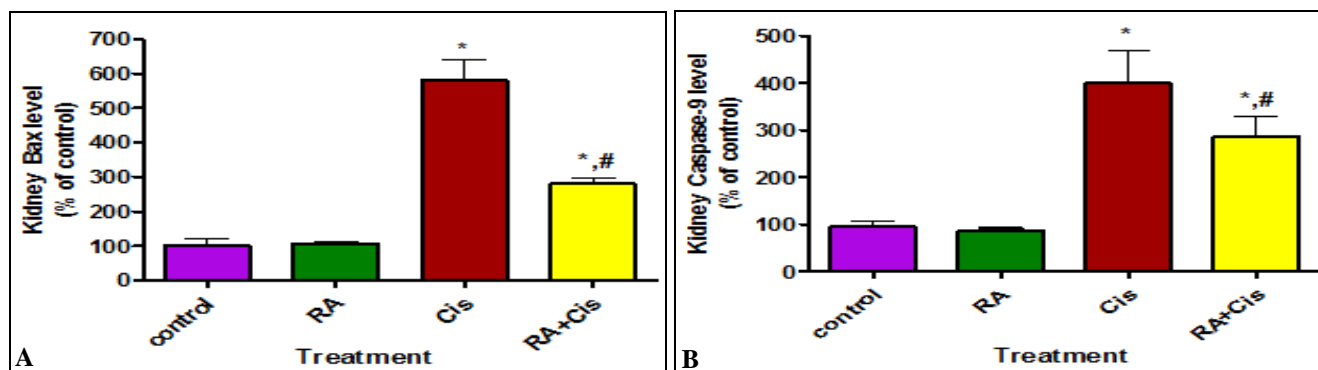 700
600
500
400
300
200
100
0
Kidney Bax level
(% of control)
*
*,#
control
RA
Cis
RA+Cis
Treatment
A
500
400
300
200
100
0
Kidney Caspase-9 level
(% of control)
*
*,#
control
RA
Cis
RA+Cis
Treatment
B